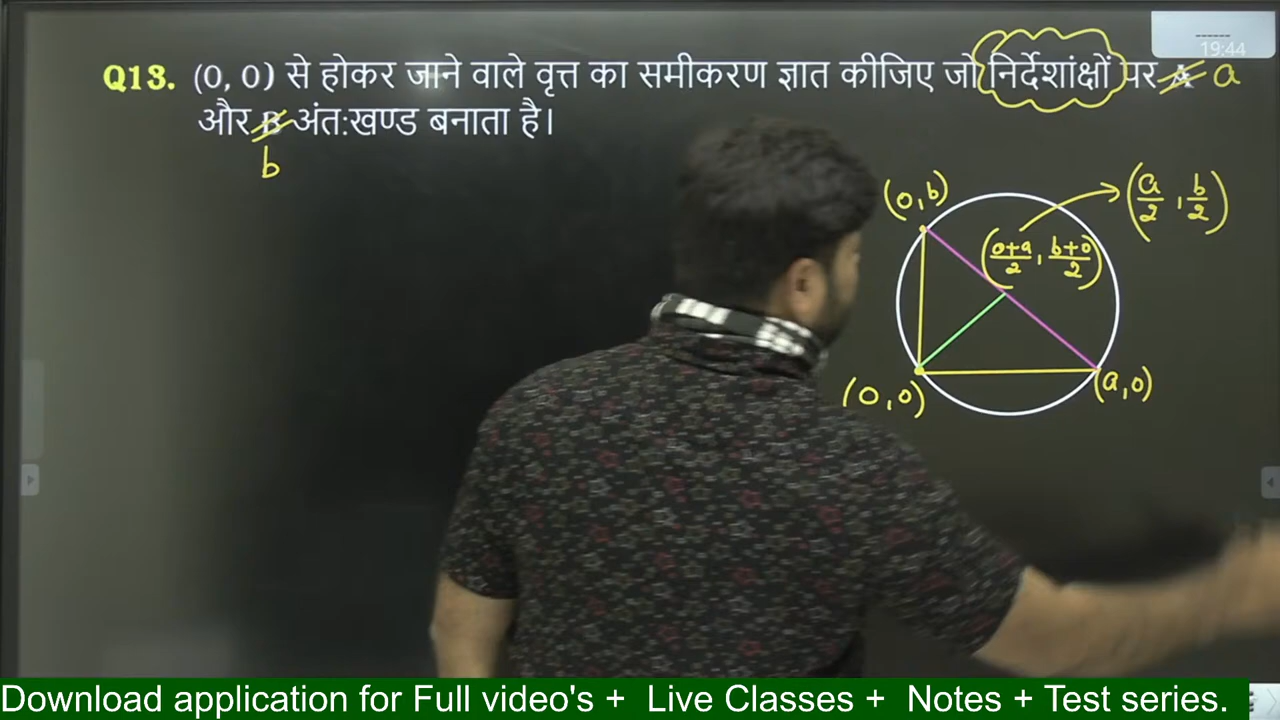 19:44
Q13. (0, 0) से होकर जाने वाले वृत्त का समीकरण ज्ञात कीजिए जो निर्देशांक्षों पर A a
और B अंत:खण्ड बनाता है।
b
(0,b)
(a/2, b/2)
(0+a/2, b+0/2)
(0,0)
(a,0)
Download application for Full video's + Live Classes + Notes + Test series.